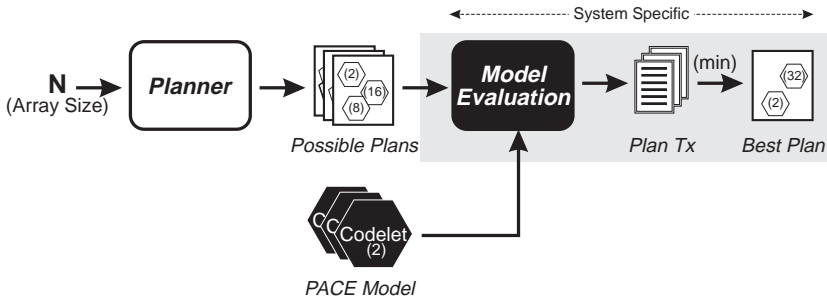 System Specific
N
(Array Size)
Planner
(2)
(16)
(8)
Possible Plans
Model
Evaluation
Plan Tx
(min)
(32)
(2)
Best Plan
C
C
Codelet
(2)
PACE Model